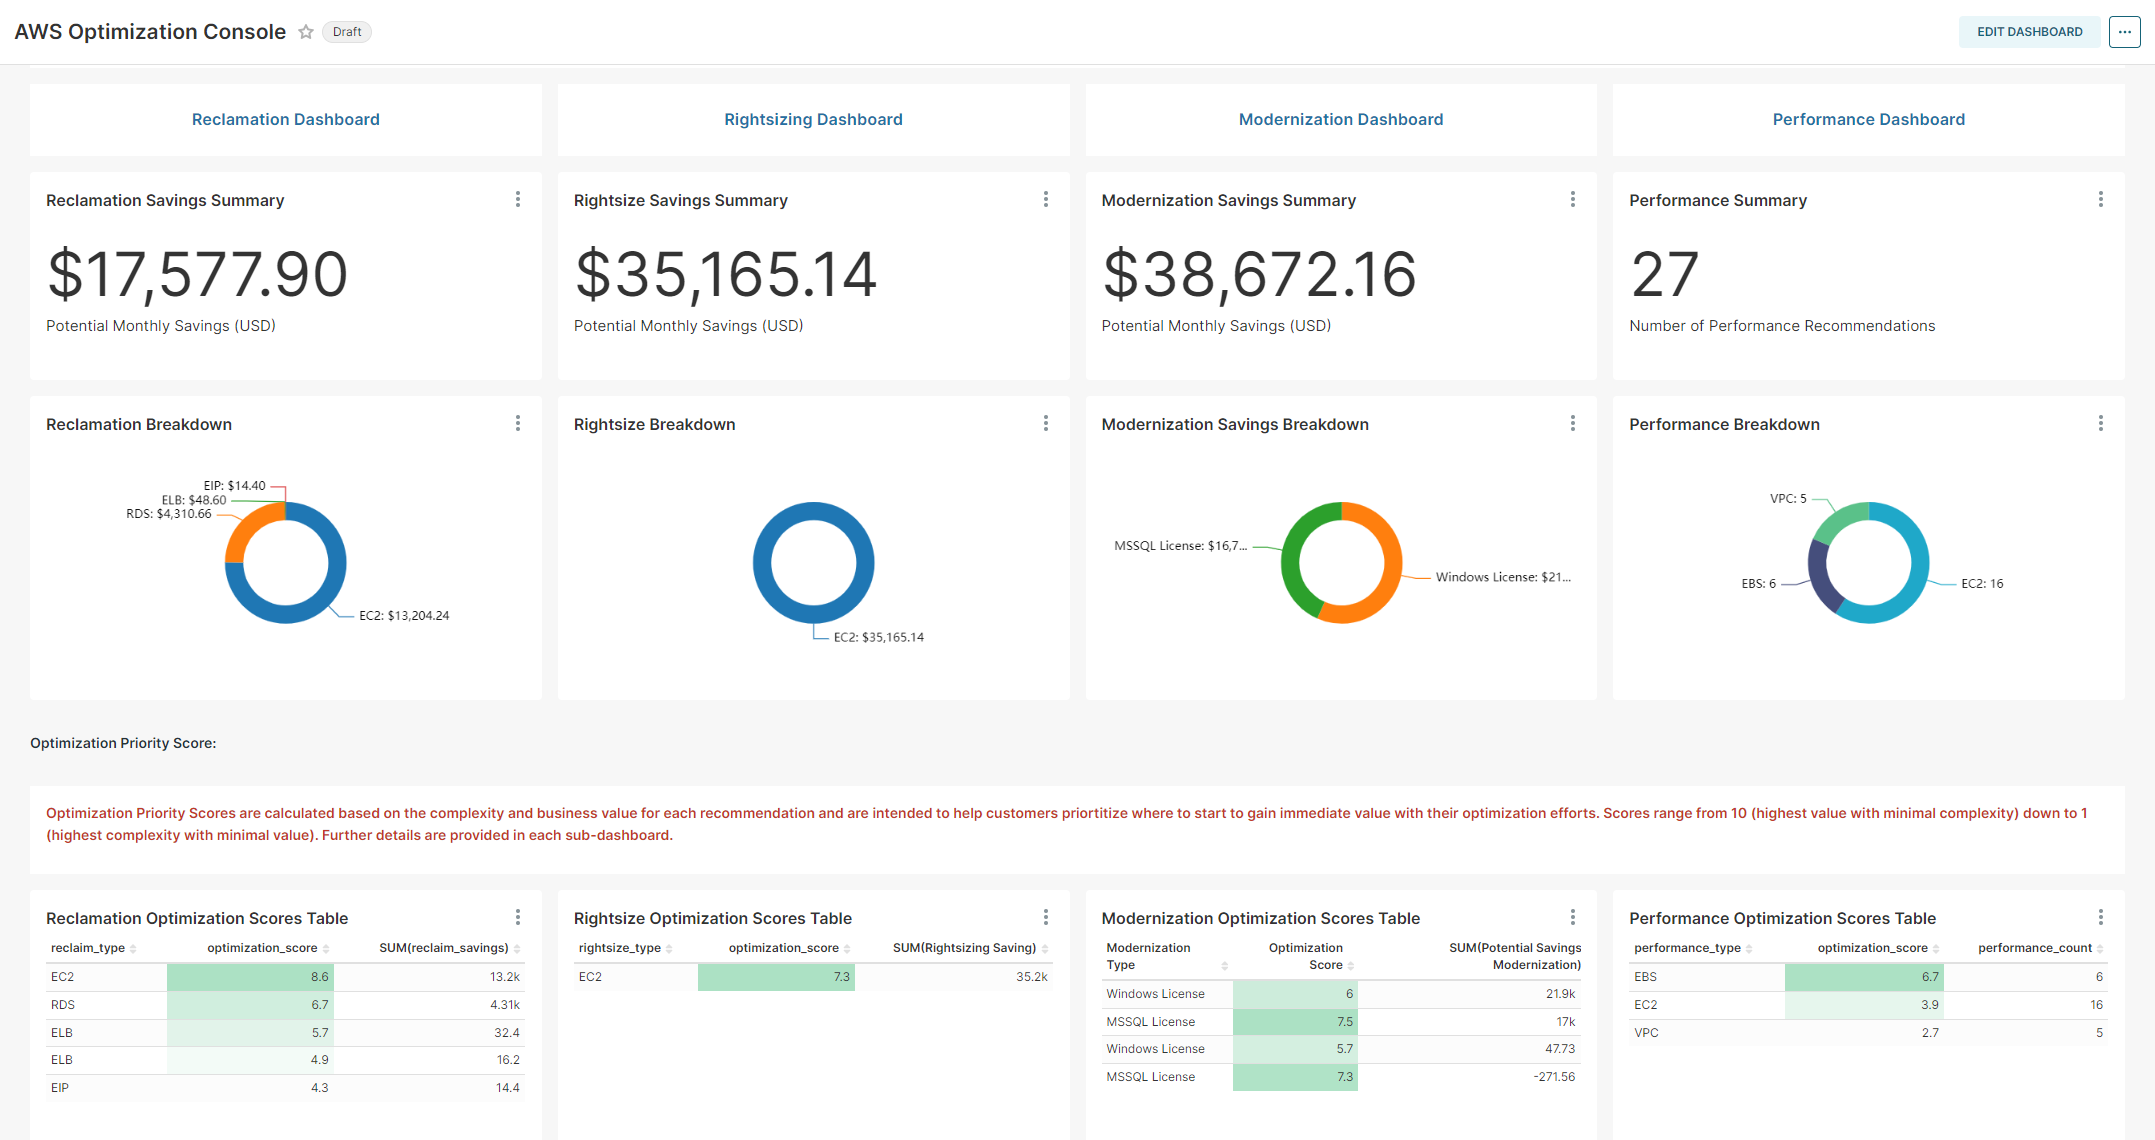 AWS Optimization Console
Draft
EDIT DASHBOARD
Reclamation Dashboard
Rightsizing Dashboard
Modernization Dashboard
Performance Dashboard
Reclamation Savings Summary
$17,577.90
Potential Monthly Savings (USD)
Rightsize Savings Summary
$35,165.14
Potential Monthly Savings (USD)
Modernization Savings Summary
$38,672.16
Potential Monthly Savings (USD)
Performance Summary
27
Number of Performance Recommendations
Reclamation Breakdown
EIP: $14.40
ELB: $48.60
RDS: $4,310.66
EC2: $13,204.24
Rightsize Breakdown
EC2: $35,165.14
Modernization Savings Breakdown
MSSQL License: $16,7...
Windows License: $21...
Performance Breakdown
VPC: 5
EBS: 6
EC2: 16
Optimization Priority Score:
Optimization Priority Scores are calculated based on the complexity and business value for each recommendation and are intended to help customers priortitize where to start to gain immediate value with their optimization efforts. Scores range from 10 (highest value with minimal complexity) down to 1
(highest complexity with minimal value). Further details are provided in each sub-dashboard.
Reclamation Optimization Scores Table
reclaim_type optimization_score SUM(reclaim_savings)
EC2 8.6 13.2k
RDS 6.7 4.31k
ELB 5.7 32.4
ELB 4.9 16.2
EIP 4.3 14.4
Rightsize Optimization Scores Table
rightsize_type optimization_score SUM(Rightsizing Saving)
EC2 7.3 35.2k
Modernization Optimization Scores Table
Modernization Optimization SUM(Potential Savings
Type Score Modernization)
Windows License 6 21.9k
MSSQL License 7.5 17k
Windows License 5.7 47.73
MSSQL License 7.3 -271.56
Performance Optimization Scores Table
performance_type optimization_score performance_count
EBS 6.7 6
EC2 3.9 16
VPC 2.7 5